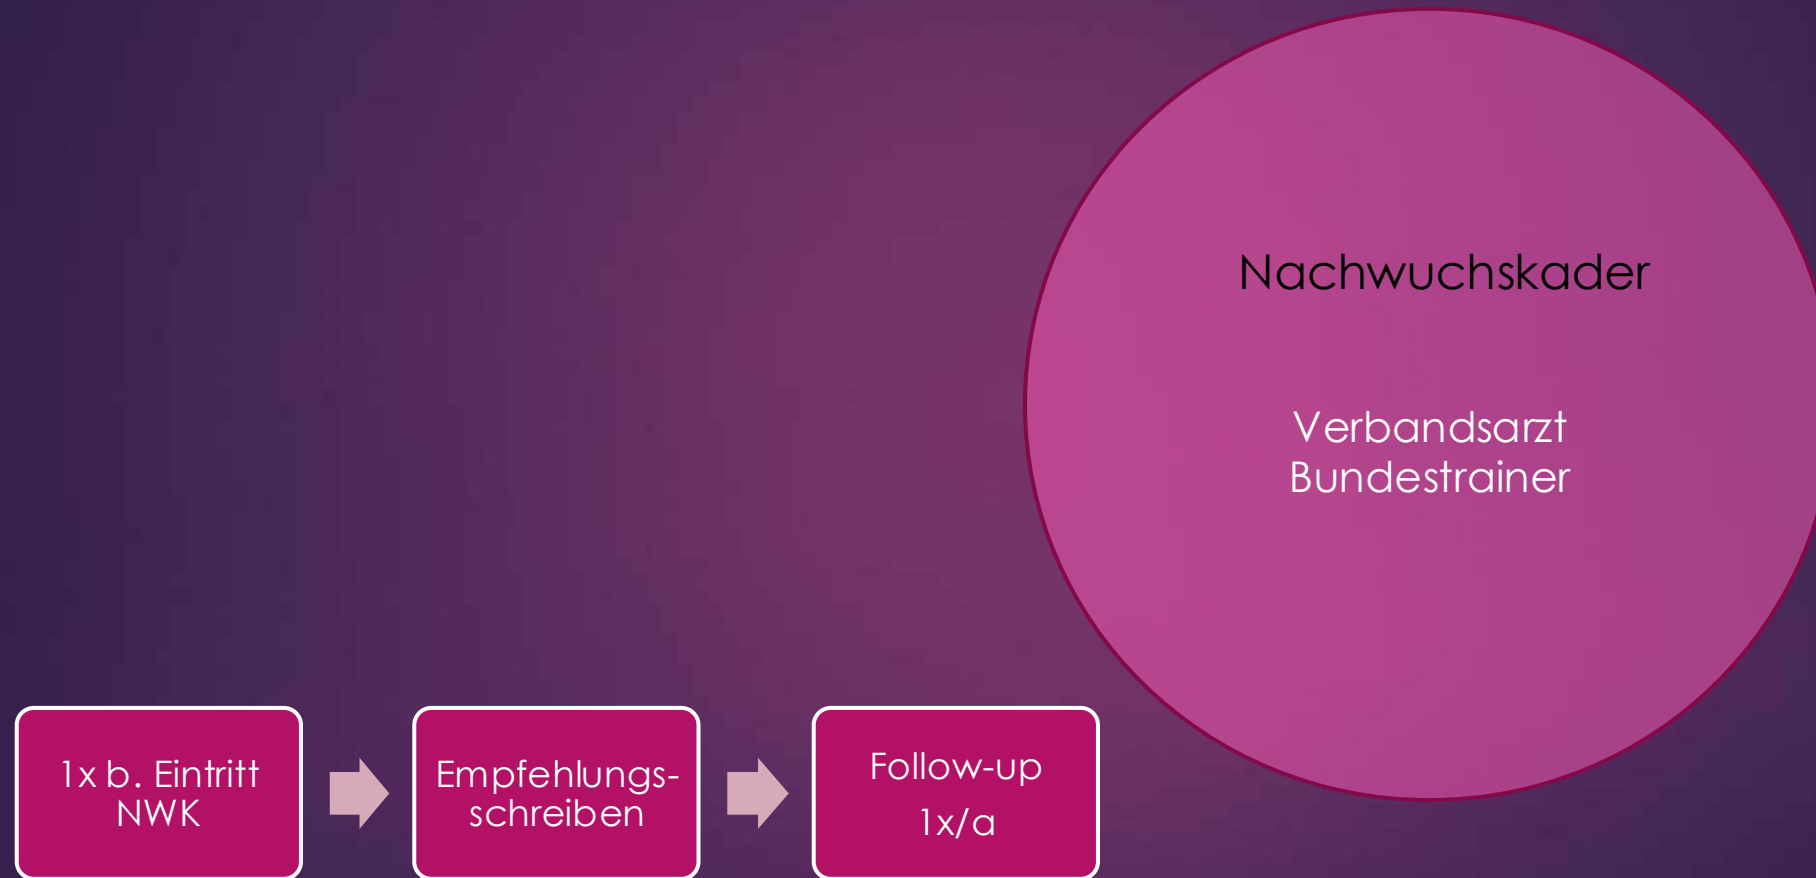 Nachwuchskader
Verbandsarzt
Bundestrainer
1x b. Eintritt
NWK
Empfehlungs-
schreiben
Follow-up
1x/a